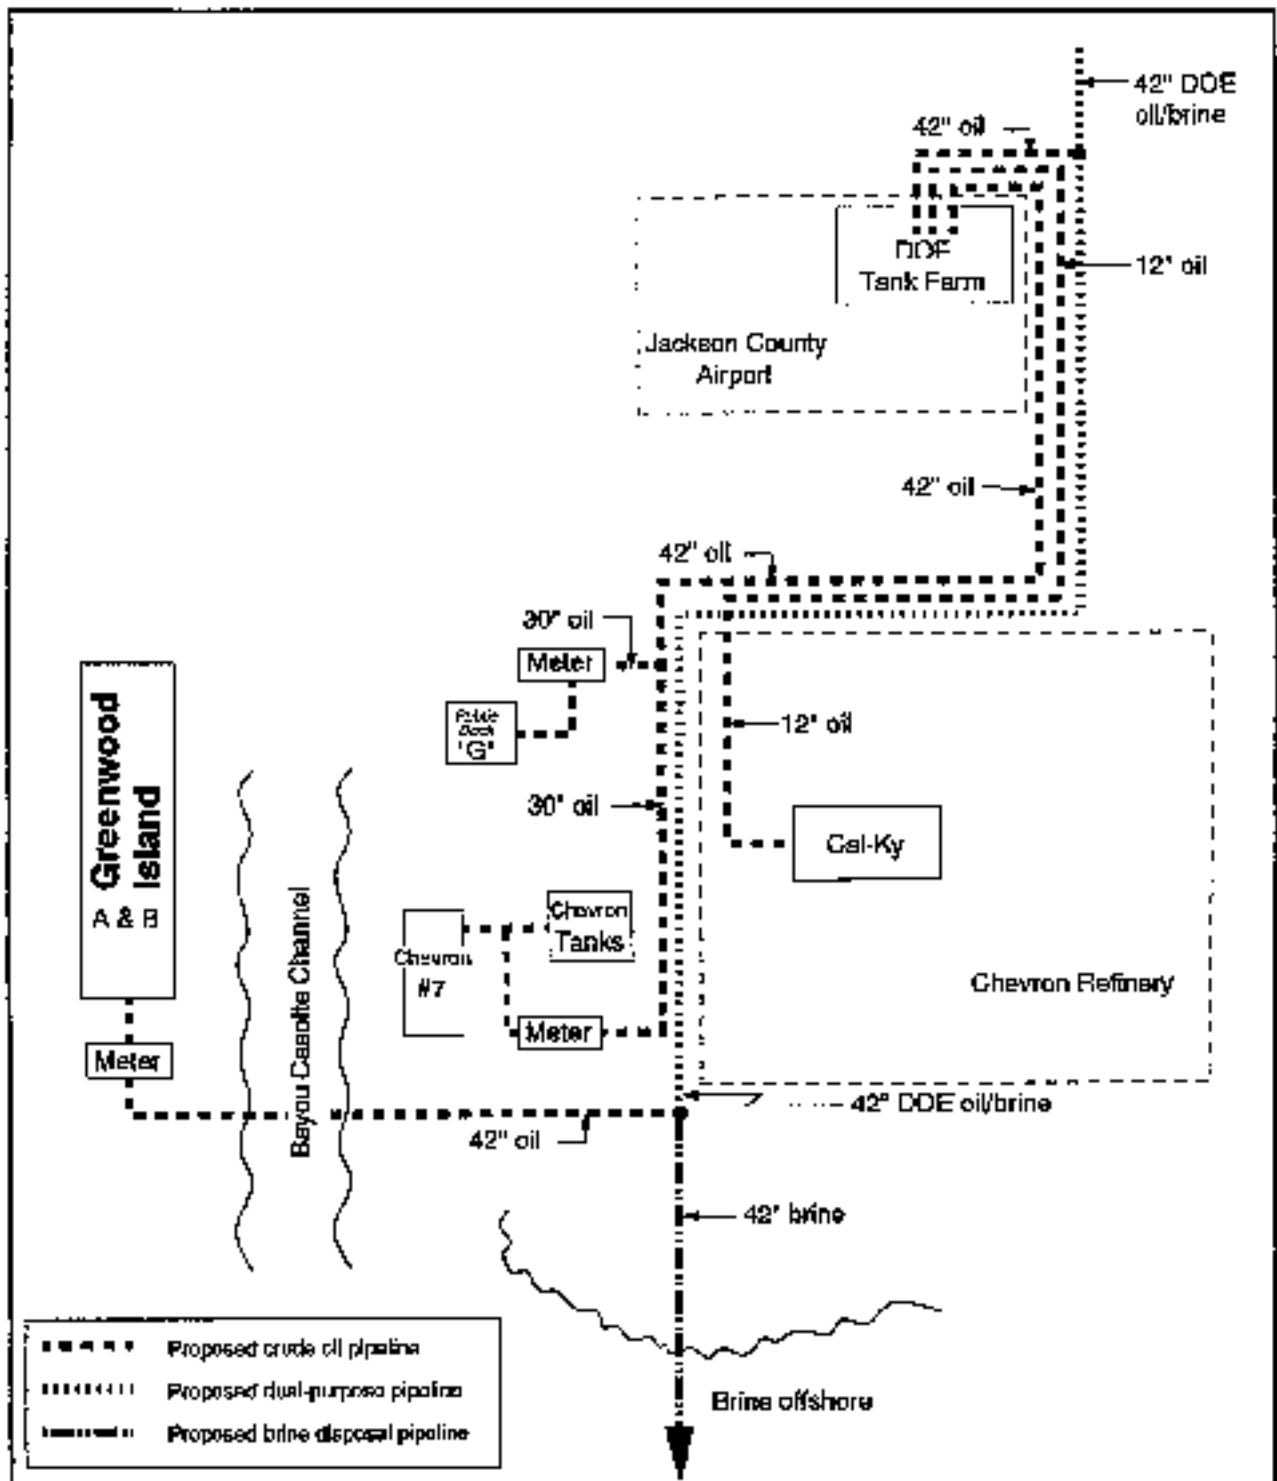 42" DOE
oil/brine
42" oil
DOE
Tank Farm
12" oil
Jackson County
Airport
42" oil
42" oil
30" oil
Meter
Public
Dock
"G"
12" oil
Greenwood
Island
A & B
30" oil
Cal-Ky
Chevron
Tanks
Chevron
#7
Bayou Casotte Channel
Chevron Refinery
Meter
Meter
42" DOE oil/brine
42" oil
42" brine
Proposed crude oil pipeline
Proposed dual-purpose pipeline
Proposed brine disposal pipeline
Brine offshore